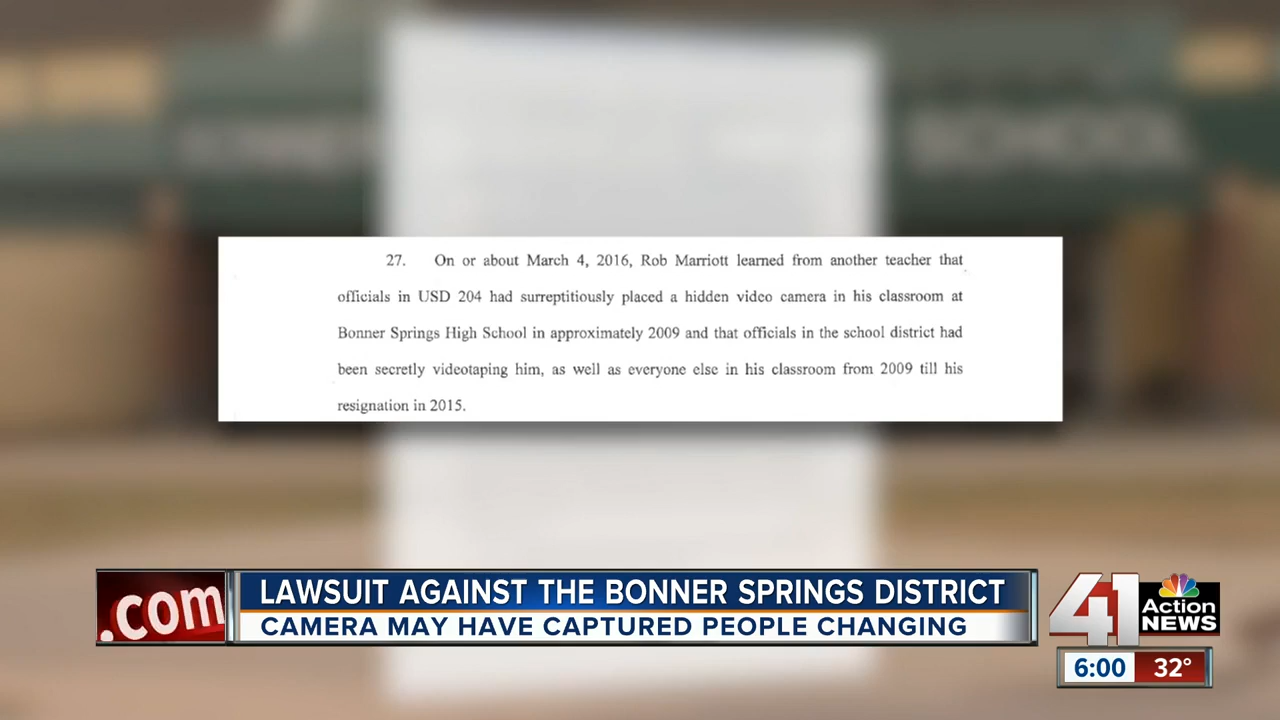 SCHOOL
27. On or about March 4, 2016, Rob Marriott learned from another teacher that
officials in USD 204 had surreptitiously placed a hidden video camera in his classroom at
Bonner Springs High School in approximately 2009 and that officials in the school district had
been secretly videotaping him, as well as everyone else in his classroom from 2009 till his
resignation in 2015.
.com
LAWSUIT AGAINST THE BONNER SPRINGS DISTRICT
CAMERA MAY HAVE CAPTURED PEOPLE CHANGING
41
Action
NEWS
6:00 32°